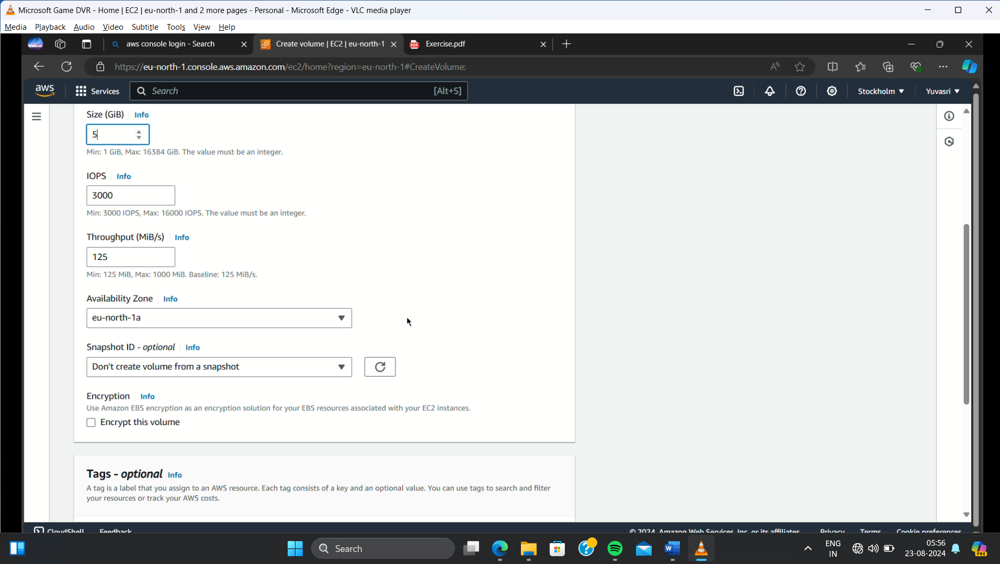 Microsoft Game DVR - Home | EC2 | eu-north-1 and 2 more pages - Personal - Microsoft Edge - VLC media player
Media Playback Audio Video Subtitle Tools View Help
aws console login - Search
Create volume | EC2 | eu-north-1
PDF
Exercise.pdf
https://eu-north-1.console.aws.amazon.com/ec2/home?region=eu-north-1#CreateVolume:
aws
Services
Search
[Alt+S]
Stockholm
Yuvasri
Size (GiB) Info
5
Min: 1 GiB, Max: 16384 GiB. The value must be an integer.
IOPS Info
3000
Min: 3000 IOPS, Max: 16000 IOPS. The value must be an integer.
Throughput (MiB/s) Info
125
Min: 125 MiB, Max: 1000 MiB. Baseline: 125 MiB/s.
Availability Zone Info
eu-north-1a
Snapshot ID - optional Info
Don't create volume from a snapshot
Encryption Info
Use Amazon EBS encryption as an encryption solution for your EBS resources associated with your EC2 instances.
Encrypt this volume
Tags - optional Info
A tag is a label that you assign to an AWS resource. Each tag consists of a key and an optional value. You can use tags to search and filter
your resources or track your AWS costs.
CloudShell Feedback
© 2024, Amazon Web Services, Inc. or its affiliates. Privacy Terms Cookie preferences
Search
ENG
IN
05:56
23-08-2024
PRE